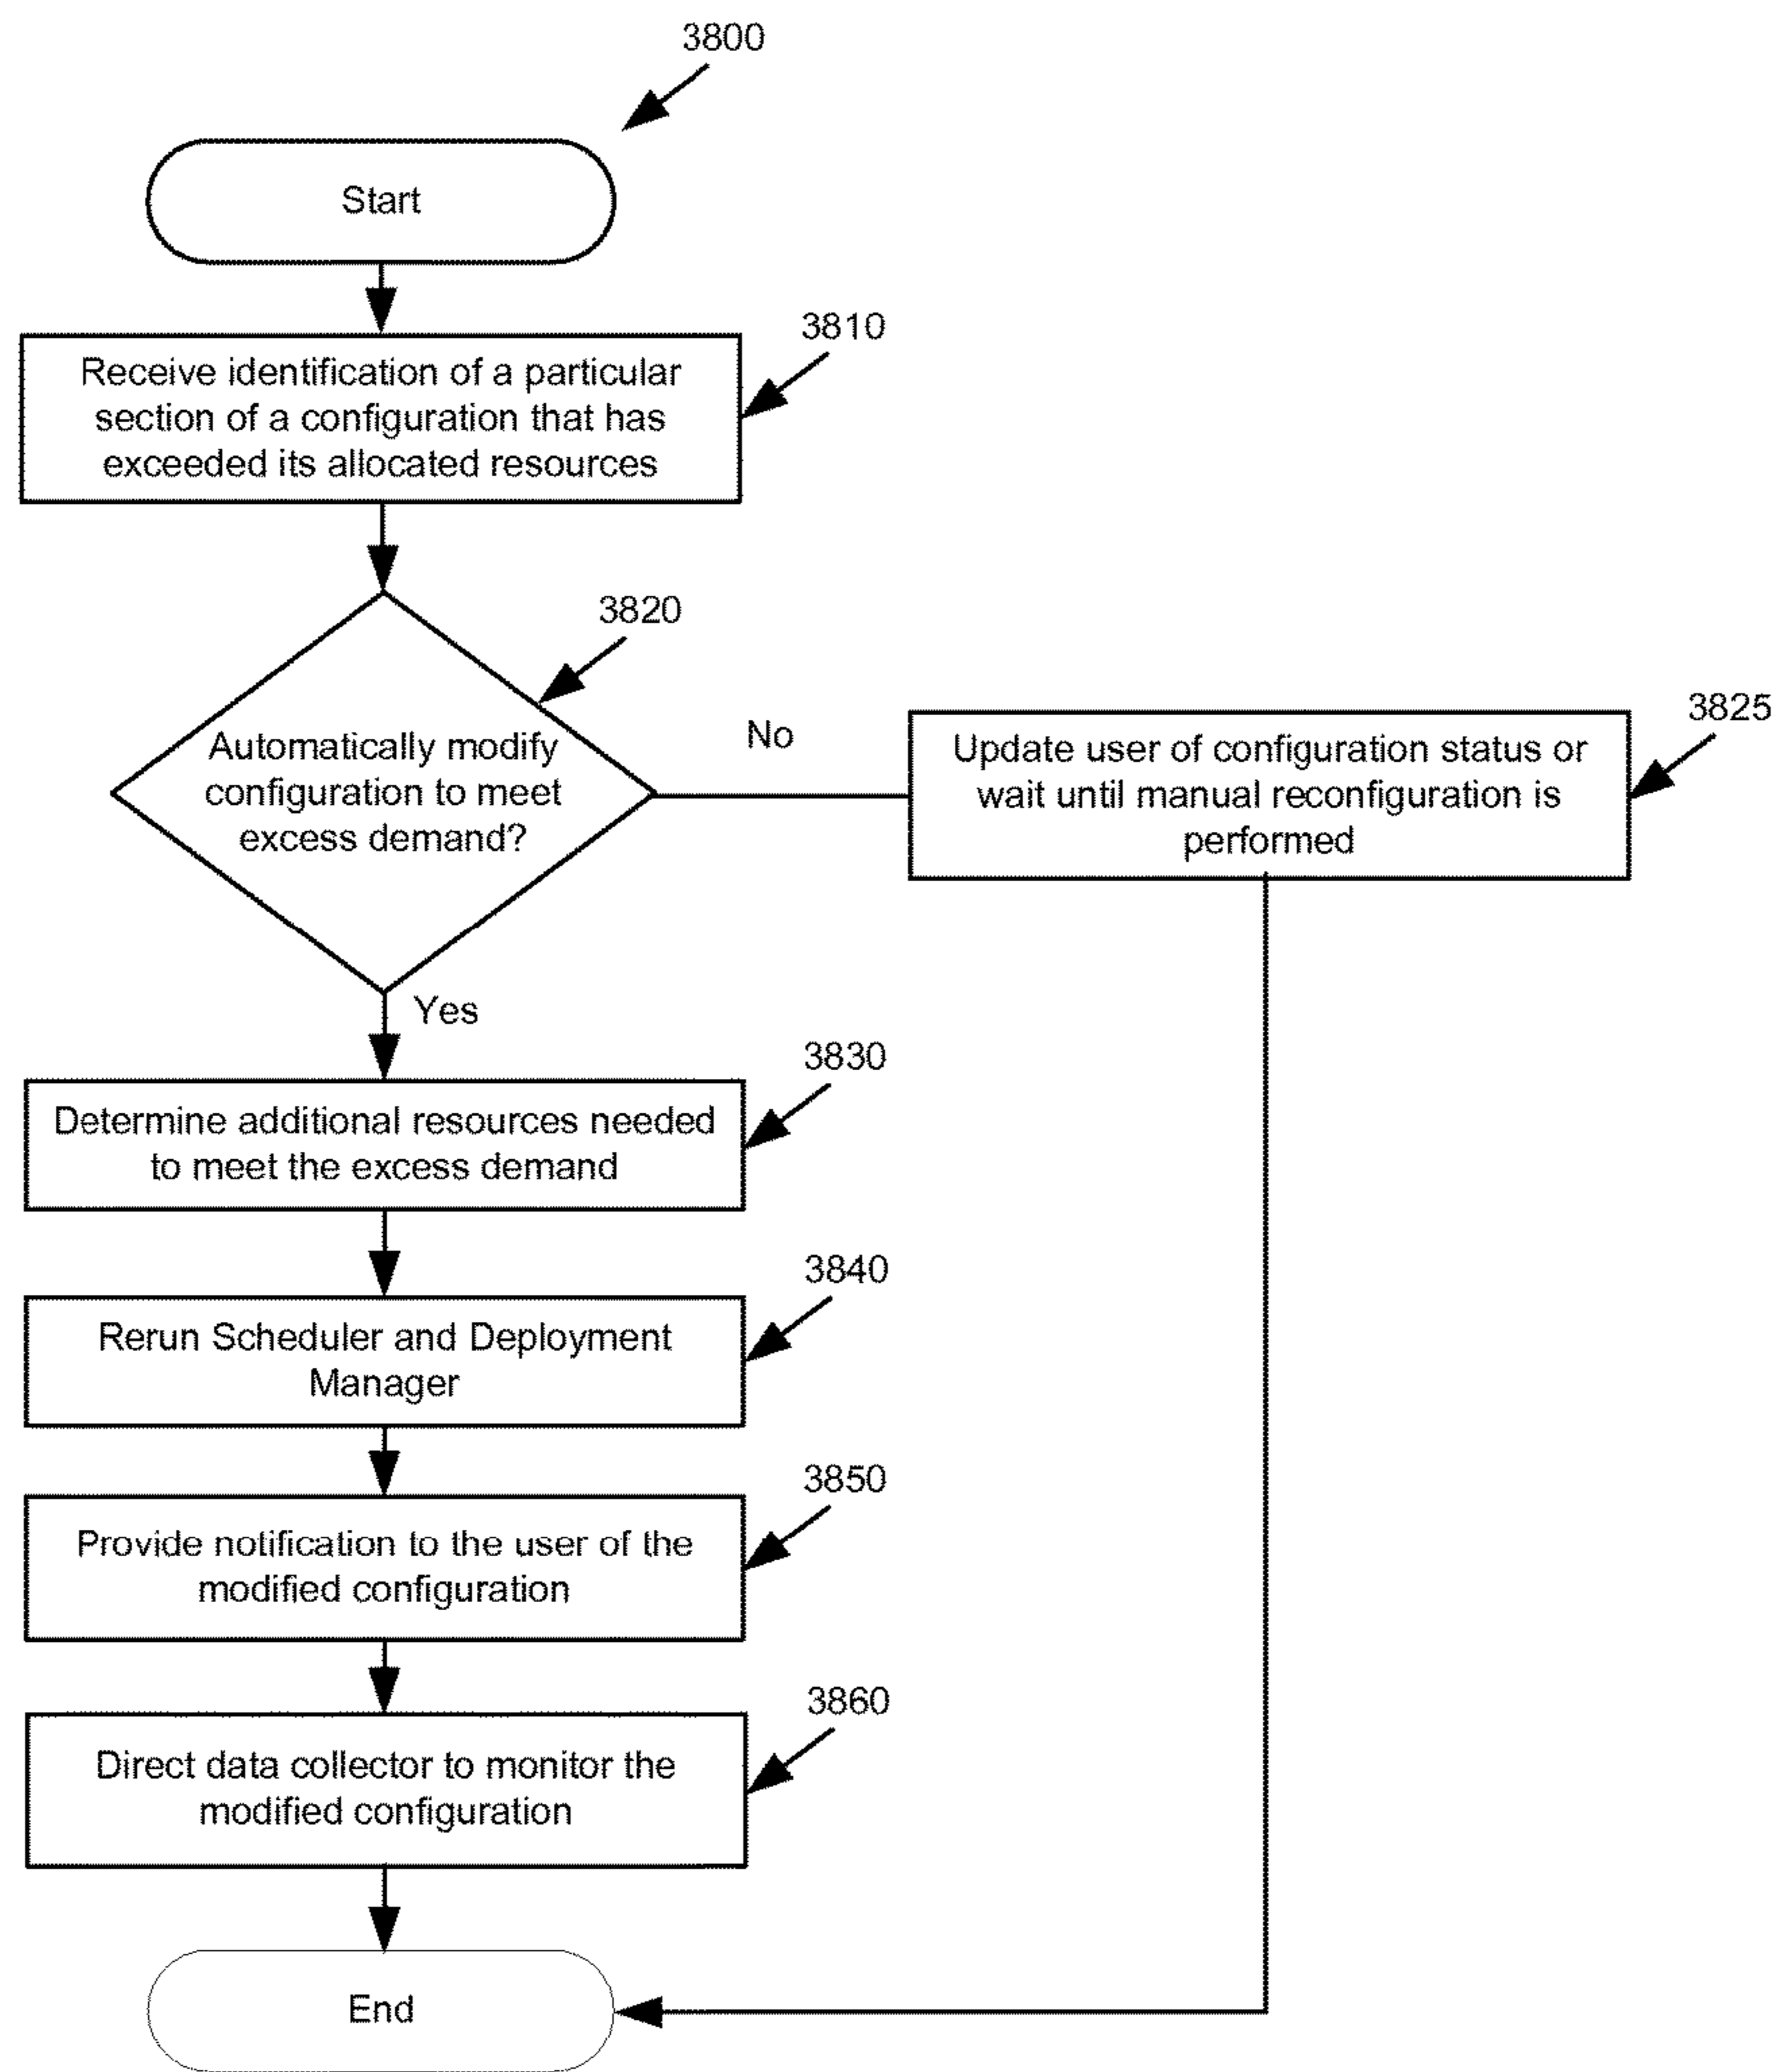 3800
Start
3810
Receive identification of a particular
section of a configuration that has
exceeded its allocated resources
3820
Automatically modify
configuration to meet
excess demand?
No
3825
Update user of configuration status or
wait until manual reconfiguration is
performed
Yes
3830
Determine additional resources needed
to meet the excess demand
3840
Rerun Scheduler and Deployment
Manager
3850
Provide notification to the user of the
modified configuration
3860
Direct data collector to monitor the
modified configuration
End